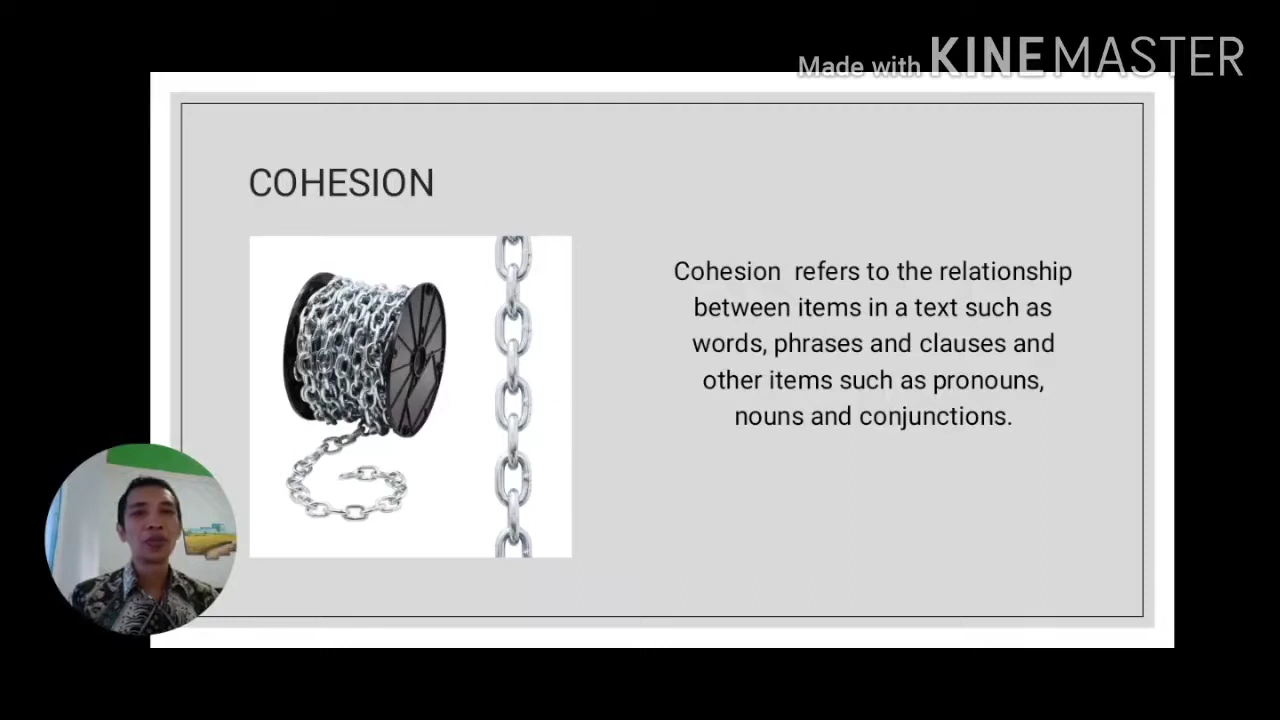 Made with KINEMASTER
COHESION
Cohesion refers to the relationship
between items in a text such as
words, phrases and clauses and
other items such as pronouns,
nouns and conjunctions.